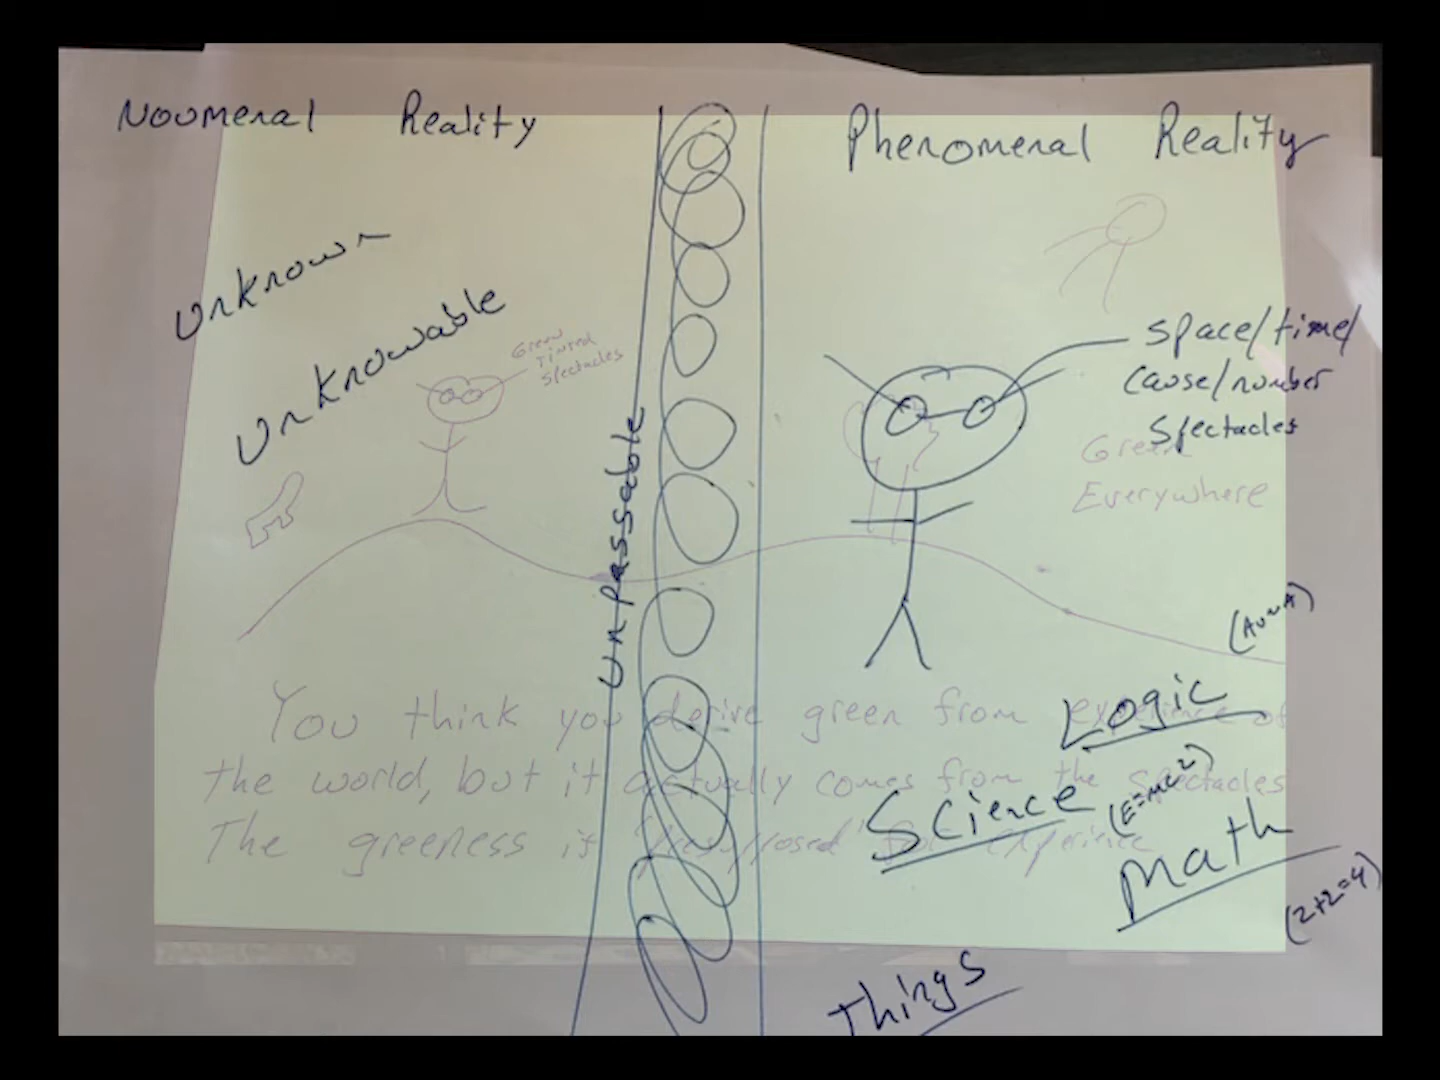 Noumenal Reality
Phenomenal Reality
Unknown
Unknowable
Green
Tinted
Spectacles
Unpassable
space/time/
cause/number
spectacles
Green
Everywhere
You think you derive green from experience of
the world, but it actually comes from the spectacles
The greeness is "presupposed" for experience
Logic
Science
(E=mc²)
Math
(2+2=4)
Things